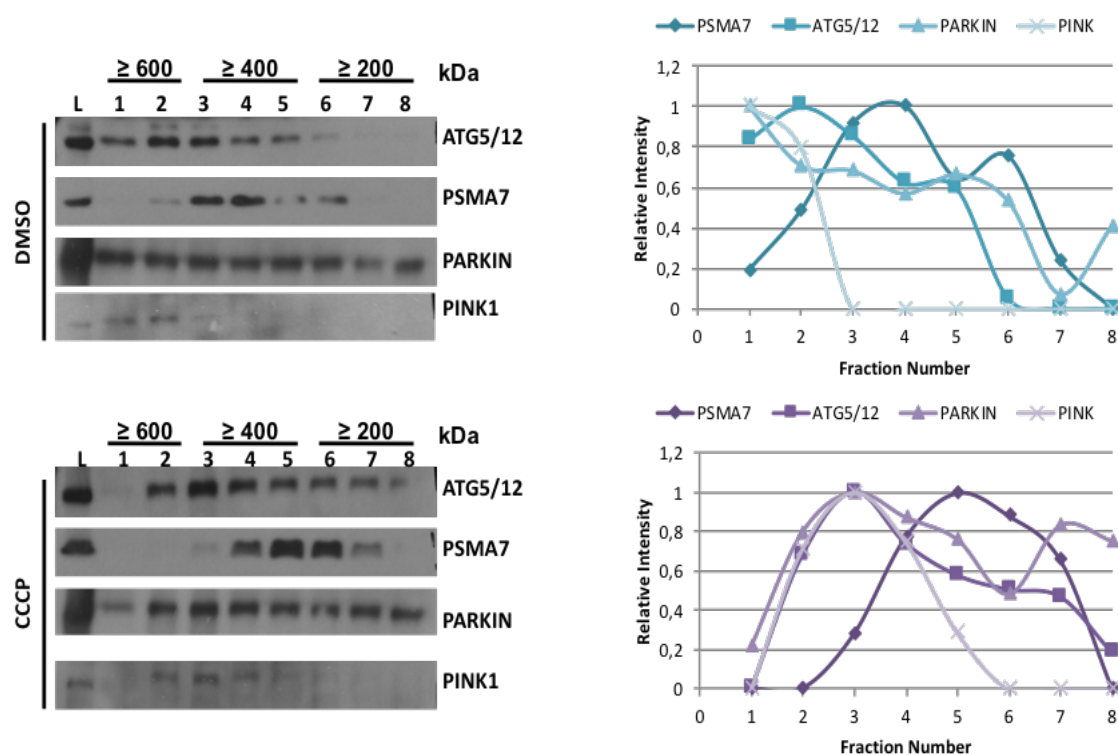 ≥ 600 ≥ 400 ≥ 200 kDa
L 1 2 3 4 5 6 7 8
DMSO
ATG5/12
PSMA7
PARKIN
PINK1
PSMA7 ATG5/12 PARKIN PINK
Relative Intensity
1,2
1
0,8
0,6
0,4
0,2
0
0 1 2 3 4 5 6 7 8
Fraction Number
≥ 600 ≥ 400 ≥ 200 kDa
L 1 2 3 4 5 6 7 8
CCCP
ATG5/12
PSMA7
PARKIN
PINK1
PSMA7 ATG5/12 PARKIN PINK
Relative Intensity
1,2
1
0,8
0,6
0,4
0,2
0
0 1 2 3 4 5 6 7 8
Fraction Number